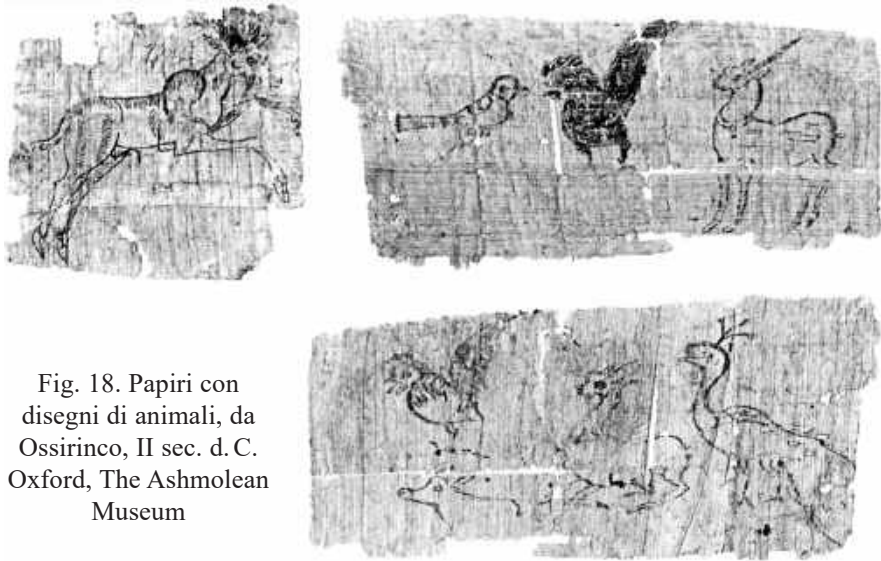 Fig. 18. Papiri con
disegni di animali, da
Ossirinco, II sec. d. C.
Oxford, The Ashmolean
Museum